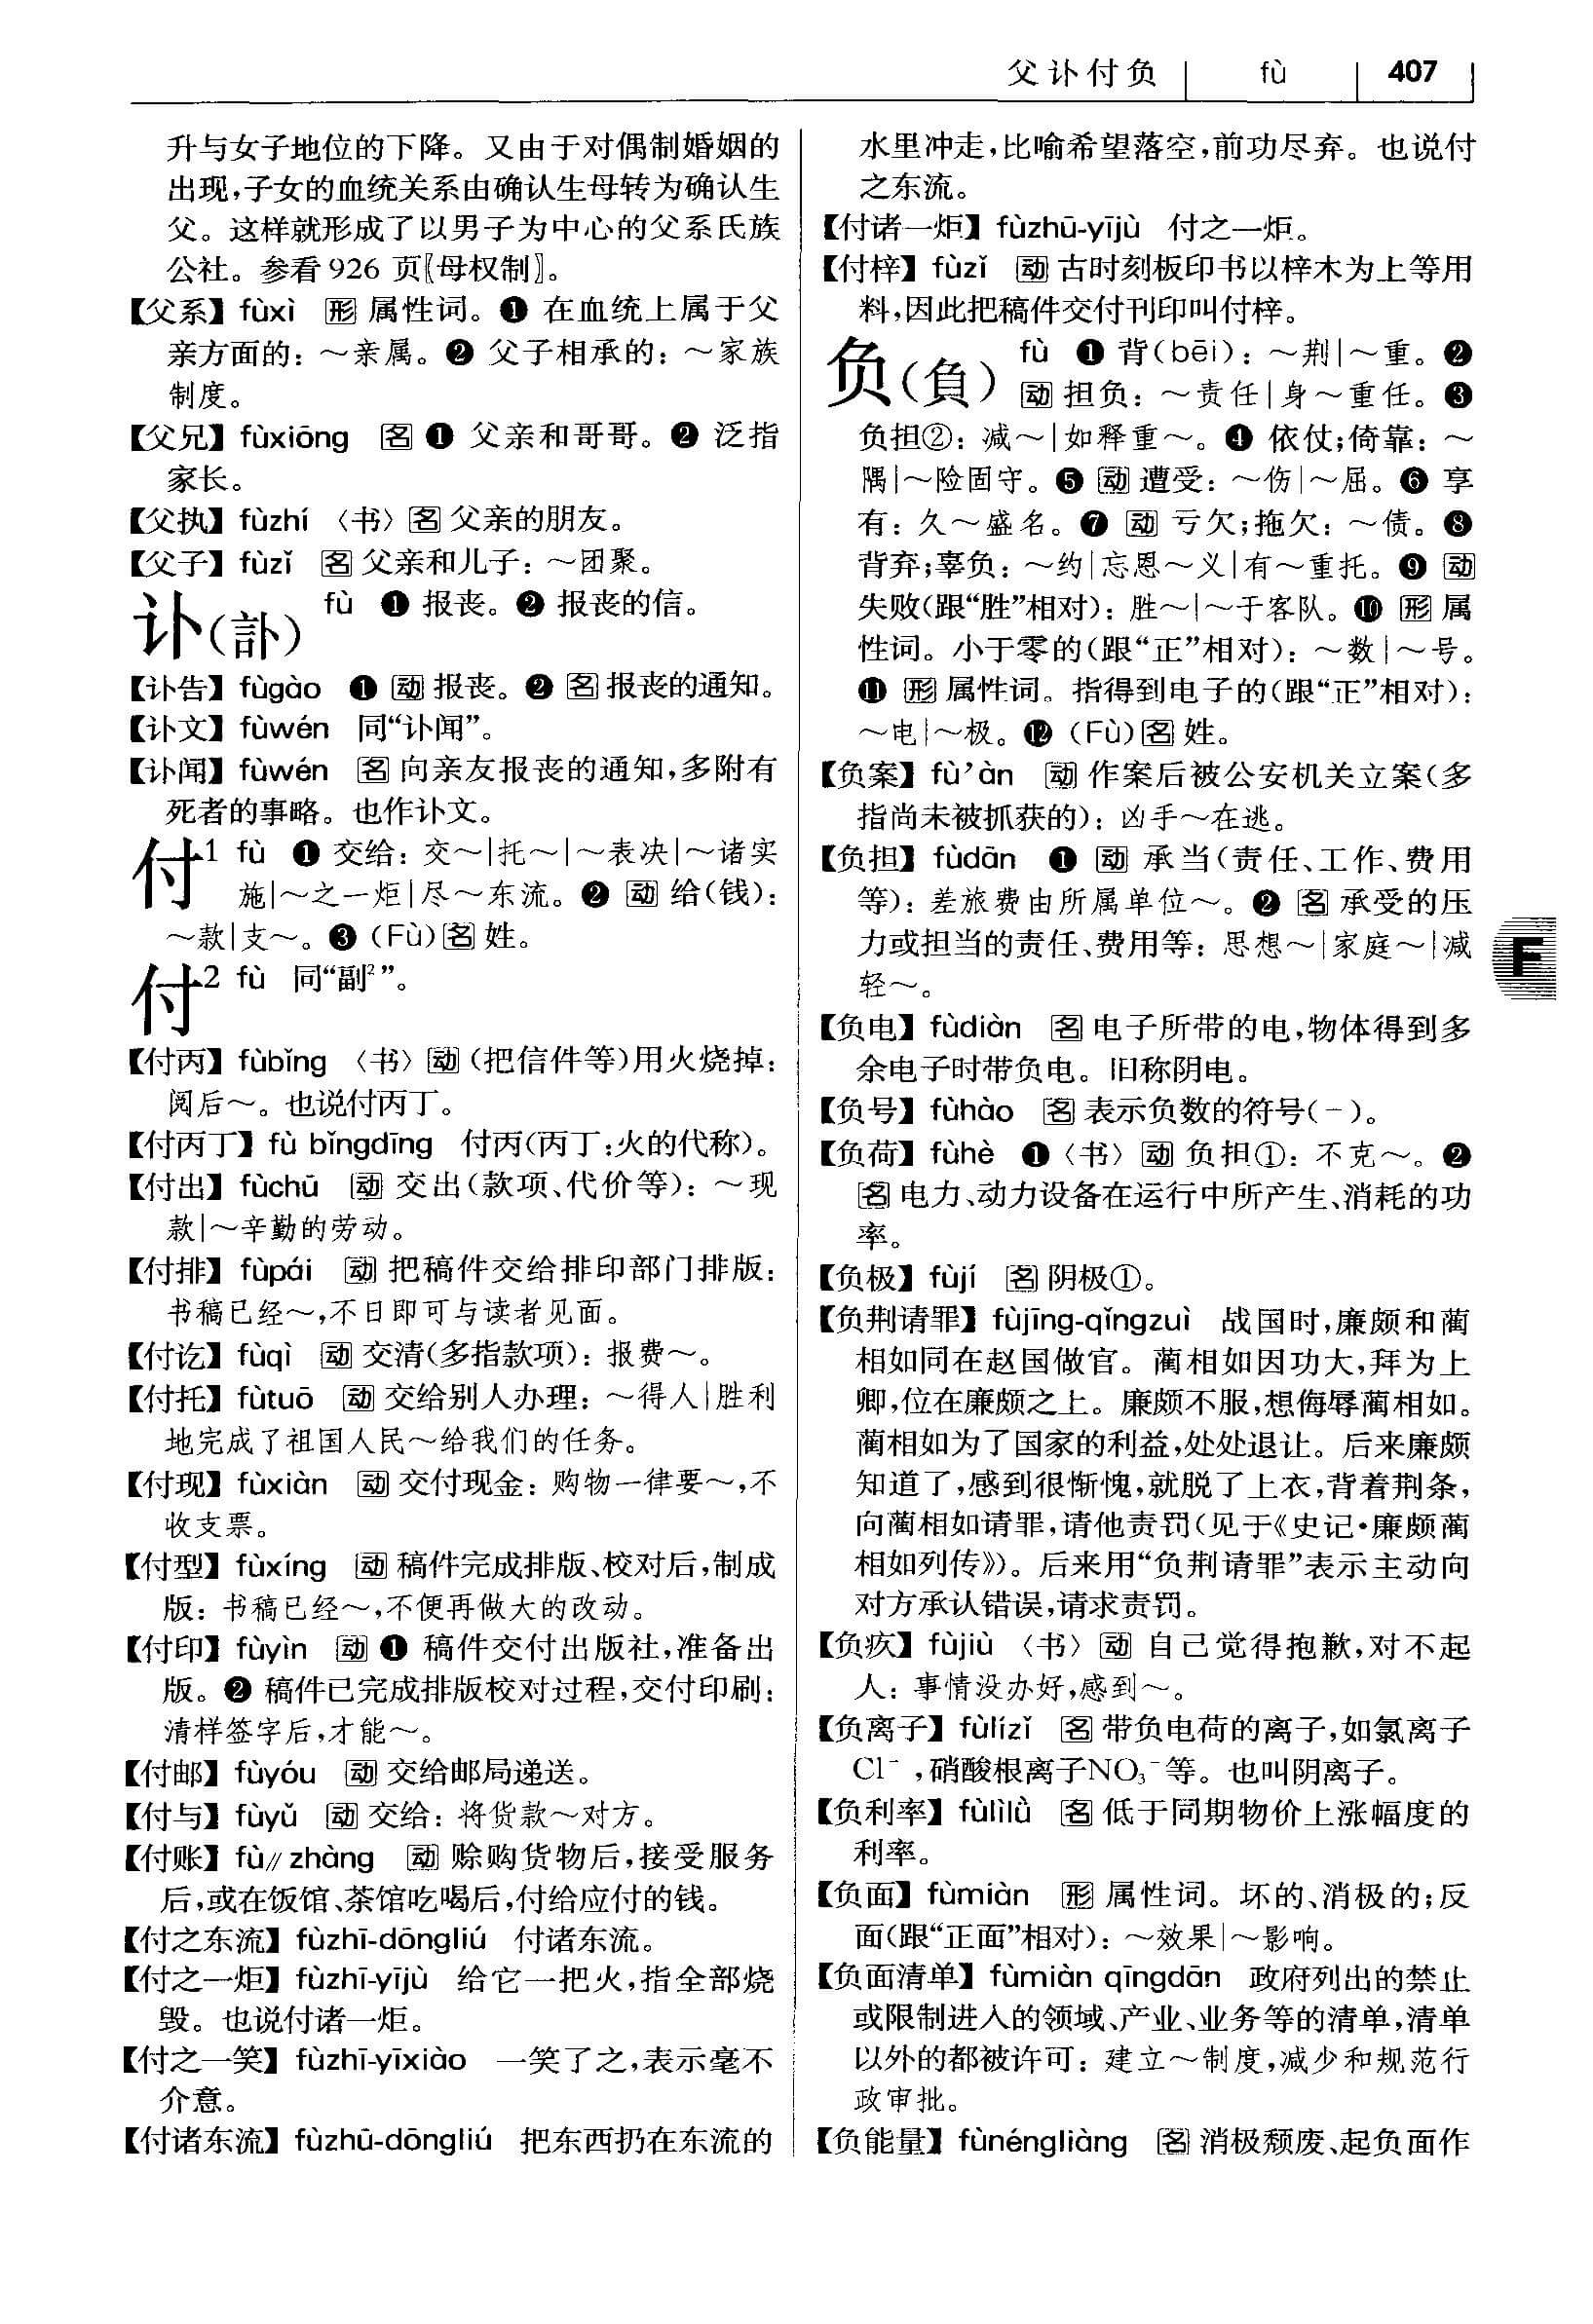 父讣付负 fù 407
升与女子地位的下降。又由于对偶制婚姻的
出现,子女的血统关系由确认生母转为确认生
父。这样就形成了以男子为中心的父系氏族
公社。参看926 页〖母权制〗。
【父系】fùxì 形 属性词。❶ 在血统上属于父
亲方面的：～亲属。❷ 父子相承的：～家族
制度。
【父兄】fùxiōng 名 ❶ 父亲和哥哥。❷ 泛指
家长。
【父执】fùzhí 〈书〉名 父亲的朋友。
【父子】fùzǐ 名 父亲和儿子：～团聚。
讣(訃) fù ❶ 报丧。❷ 报丧的信。
【讣告】fùgào ❶ 动 报丧。❷ 名 报丧的通知。
【讣文】fùwén 同“讣闻”。
【讣闻】fùwén 名 向亲友报丧的通知,多附有
死者的事略。也作讣文。
付1 fù ❶ 交给：交～|托～|～表决|～诸实
施|～之一炬|尽～东流。❷ 动 给(钱)：
～款|支～。❸ (Fù)名 姓。
付2 fù 同“副²”。
【付丙】fùbǐng 〈书〉动 (把信件等)用火烧掉：
阅后～。也说付丙丁。
【付丙丁】fù bǐngdīng 付丙(丙丁:火的代称)。
【付出】fùchū 动 交出(款项、代价等)：～现
款|～辛勤的劳动。
【付排】fùpái 动 把稿件交给排印部门排版：
书稿已经～,不日即可与读者见面。
【付讫】fùqì 动 交清(多指款项)：报费～。
【付托】fùtuō 动 交给别人办理：～得人|胜利
地完成了祖国人民～给我们的任务。
【付现】fùxiàn 动 交付现金：购物一律要～,不
收支票。
【付型】fùxíng 动 稿件完成排版、校对后,制成
版：书稿已经～,不便再做大的改动。
【付印】fùyìn 动 ❶ 稿件交付出版社,准备出
版。❷ 稿件已完成排版校对过程,交付印刷：
清样签字后,才能～。
【付邮】fùyóu 动 交给邮局递送。
【付与】fùyǔ 动 交给：将货款～对方。
【付账】fù//zhàng 动 赊购货物后,接受服务
后,或在饭馆、茶馆吃喝后,付给应付的钱。
【付之东流】fùzhī-dōngliú 付诸东流。
【付之一炬】fùzhī-yījù 给它一把火,指全部烧
毁。也说付诸一炬。
【付之一笑】fùzhī-yīxiào 一笑了之,表示毫不
介意。
【付诸东流】fùzhū-dōngliú 把东西扔在东流的
水里冲走,比喻希望落空,前功尽弃。也说付
之东流。
【付诸一炬】fùzhū-yījù 付之一炬。
【付梓】fùzǐ 动 古时刻板印书以梓木为上等用
料,因此把稿件交付刊印叫付梓。
负(負) fù ❶ 背(bēi)：～荆|～重。❷
动 担负：～责任|身～重任。❸
负担②：减～|如释重～。❹ 依仗;倚靠：～
隅|～险固守。❺ 动 遭受：～伤|～屈。❻ 享
有：久～盛名。❼ 动 亏欠;拖欠：～债。❽
背弃;辜负：～约|忘恩～义|有～重托。❾ 动
失败(跟“胜”相对)：胜～|～于客队。❿ 形 属
性词。小于零的(跟“正”相对)：～数|～号。
⓫ 形 属性词。指得到电子的(跟“正”相对)：
～电|～极。⓬ (Fù)名 姓。
【负案】fù’àn 动 作案后被公安机关立案(多
指尚未被抓获的)：凶手～在逃。
【负担】fùdān ❶ 动 承当(责任、工作、费用
等)：差旅费由所属单位～。❷ 名 承受的压
力或担当的责任、费用等：思想～|家庭～|减
轻～。
F
【负电】fùdiàn 名 电子所带的电,物体得到多
余电子时带负电。旧称阴电。
【负号】fùhào 名 表示负数的符号(－)。
【负荷】fùhè ❶〈书〉动 负担①：不克～。❷
名 电力、动力设备在运行中所产生、消耗的功
率。
【负极】fùjí 名 阴极①。
【负荆请罪】fùjīng-qǐngzuì 战国时,廉颇和蔺
相如同在赵国做官。蔺相如因功大,拜为上
卿,位在廉颇之上。廉颇不服,想侮辱蔺相如。
蔺相如为了国家的利益,处处退让。后来廉颇
知道了,感到很惭愧,就脱了上衣,背着荆条,
向蔺相如请罪,请他责罚(见于《史记·廉颇蔺
相如列传》)。后来用“负荆请罪”表示主动向
对方承认错误,请求责罚。
【负疚】fùjiù 〈书〉动 自己觉得抱歉,对不起
人：事情没办好,感到～。
【负离子】fùlízǐ 名 带负电荷的离子,如氯离子
Cl⁻,硝酸根离子NO₃⁻等。也叫阴离子。
【负利率】fùlìlǜ 名 低于同期物价上涨幅度的
利率。
【负面】fùmiàn 形 属性词。坏的、消极的;反
面(跟“正面”相对)：～效果|～影响。
【负面清单】fùmiàn qīngdān 政府列出的禁止
或限制进入的领域、产业、业务等的清单,清单
以外的都被许可：建立～制度,减少和规范行
政审批。
【负能量】fùnéngliàng 名 消极颓废、起负面作